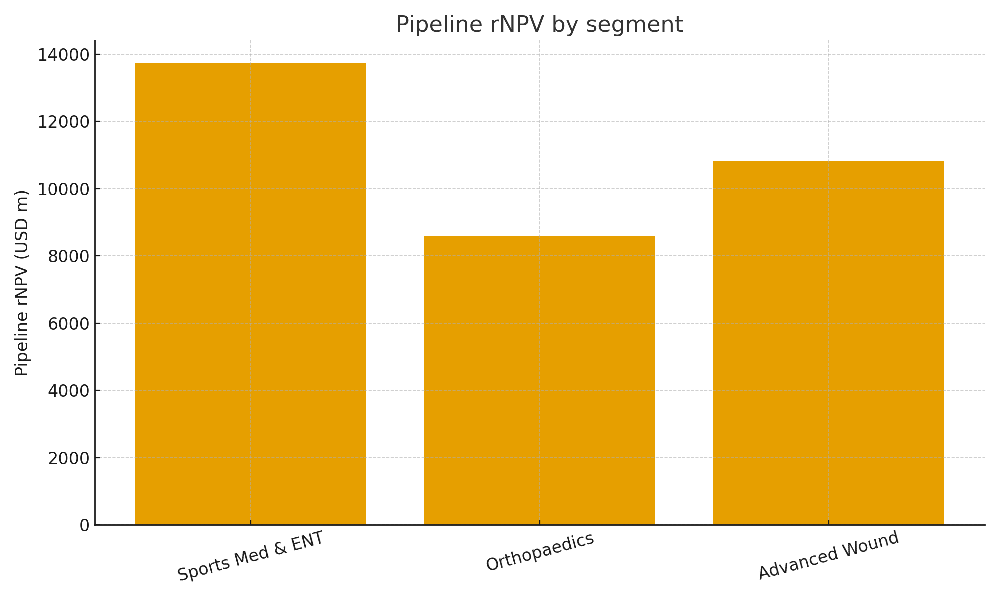 Pipeline rNPV by segment
Pipeline rNPV (USD m)
14000
12000
10000
8000
6000
4000
2000
0
Sports Med & ENT
Orthopaedics
Advanced Wound